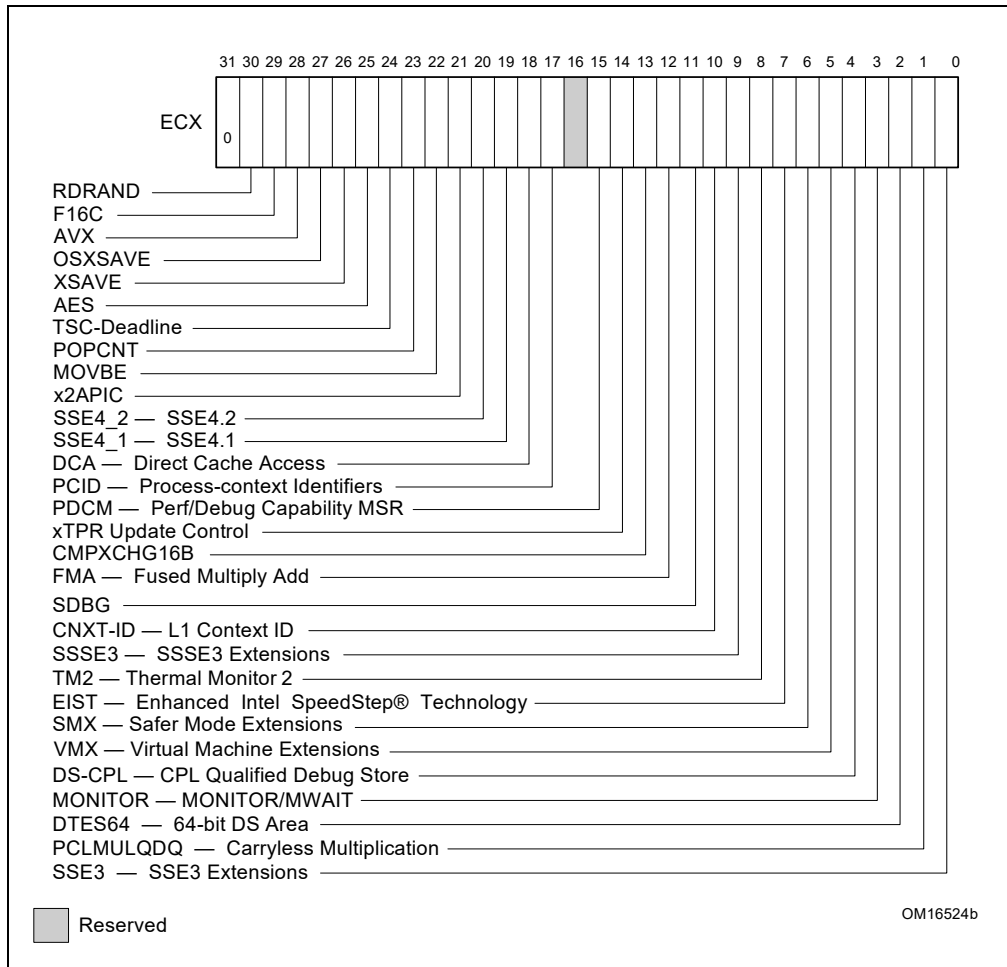 31 30 29 28 27 26 25 24 23 22 21 20 19 18 17 16 15 14 13 12 11 10 9 8 7 6 5 4 3 2 1 0
ECX
0
RDRAND
F16C
AVX
OSXSAVE
XSAVE
AES
TSC-Deadline
POPCNT
MOVBE
x2APIC
SSE4_2 — SSE4.2
SSE4_1 — SSE4.1
DCA — Direct Cache Access
PCID — Process-context Identifiers
PDCM — Perf/Debug Capability MSR
xTPR Update Control
CMPXCHG16B
FMA — Fused Multiply Add
SDBG
CNXT-ID — L1 Context ID
SSSE3 — SSSE3 Extensions
TM2 — Thermal Monitor 2
EIST — Enhanced Intel SpeedStep® Technology
SMX — Safer Mode Extensions
VMX — Virtual Machine Extensions
DS-CPL — CPL Qualified Debug Store
MONITOR — MONITOR/MWAIT
DTES64 — 64-bit DS Area
PCLMULQDQ — Carryless Multiplication
SSE3 — SSE3 Extensions
Reserved
OM16524b